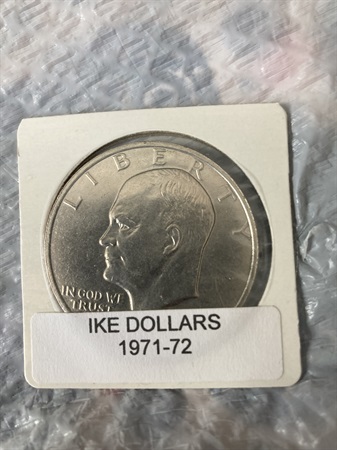 LIBERTY
IN GOD WE
TRUST
IKE DOLLARS
1971-72